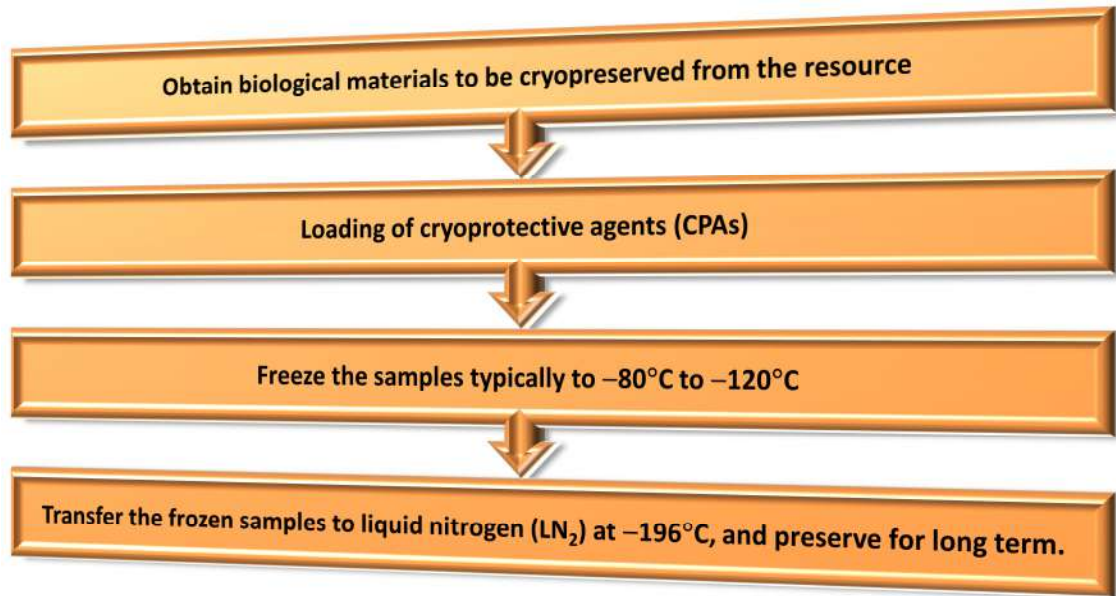 Obtain biological materials to be cryopreserved from the resource
Loading of cryoprotective agents (CPAs)
Freeze the samples typically to −80°C to −120°C
Transfer the frozen samples to liquid nitrogen (LN₂) at −196°C, and preserve for long term.